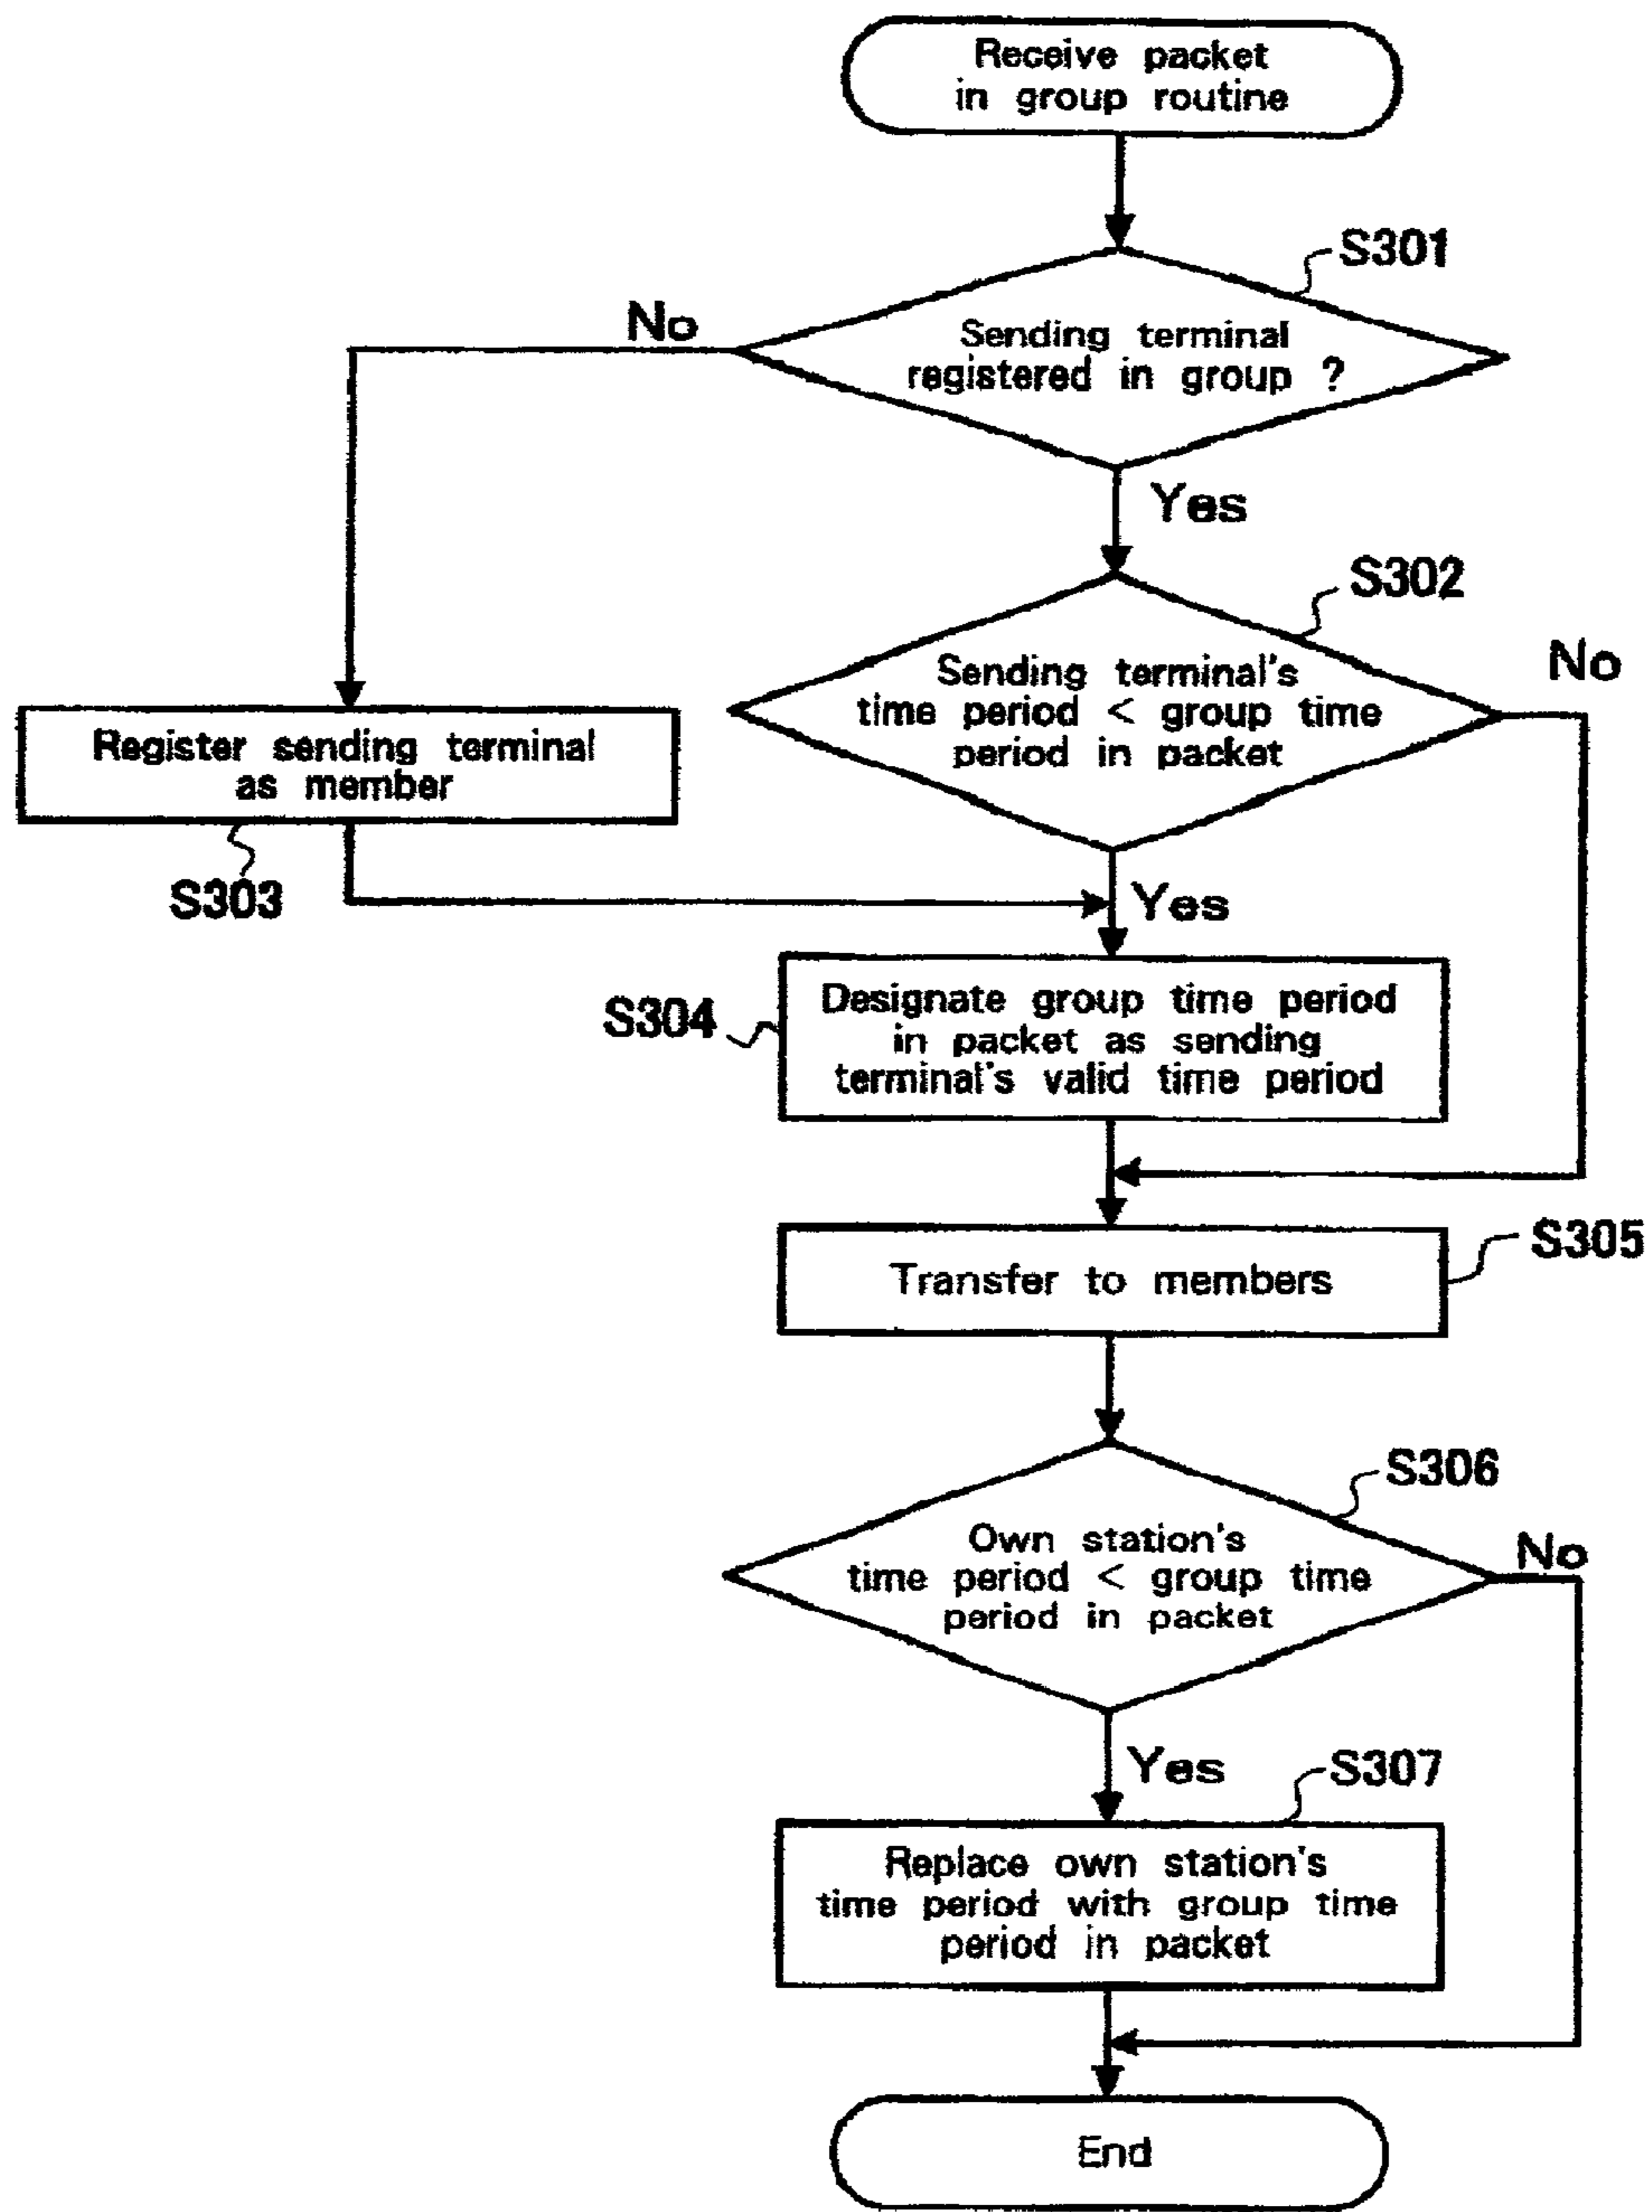 Receive packet
in group routine
S301
No
Sending terminal
registered in group ?
Yes
S302
No
Sending terminal's
time period < group time
period in packet
Register sending terminal
as member
S303
Yes
S304
Designate group time period
in packet as sending
terminal's valid time period
S305
Transfer to members
S306
No
Own station's
time period < group time
period in packet
Yes
S307
Replace own station's
time period with group time
period in packet
End